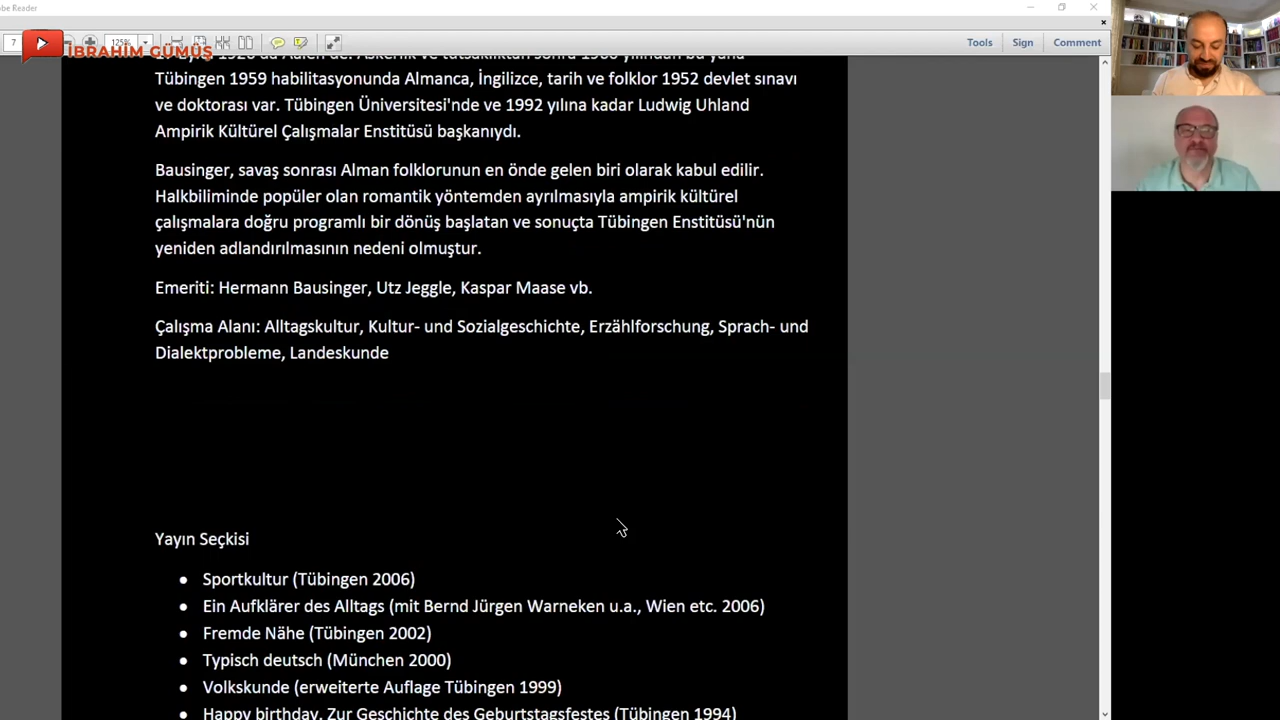 obe Reader
7
125%
Tools
Sign
Comment
İBRAHİM GÜMÜŞ
Tübingen 1959 habilitasyonunda Almanca, İngilizce, tarih ve folklor 1952 devlet sınavı
ve doktorası var. Tübingen Üniversitesi'nde ve 1992 yılına kadar Ludwig Uhland
Ampirik Kültürel Çalışmalar Enstitüsü başkanıydı.
Bausinger, savaş sonrası Alman folklorunun en önde gelen biri olarak kabul edilir.
Halkbiliminde popüler olan romantik yöntemden ayrılmasıyla ampirik kültürel
çalışmalara doğru programlı bir dönüş başlatan ve sonuçta Tübingen Enstitüsü'nün
yeniden adlandırılmasının nedeni olmuştur.
Emeriti: Hermann Bausinger, Utz Jeggle, Kaspar Maase vb.
Çalışma Alanı: Alltagskultur, Kultur- und Sozialgeschichte, Erzählforschung, Sprach- und
Dialektprobleme, Landeskunde
Yayın Seçkisi
● Sportkultur (Tübingen 2006)
● Ein Aufklärer des Alltags (mit Bernd Jürgen Warneken u.a., Wien etc. 2006)
● Fremde Nähe (Tübingen 2002)
● Typisch deutsch (München 2000)
● Volkskunde (erweiterte Auflage Tübingen 1999)
● Happy birthday. Zur Geschichte des Geburtstagsfestes (Tübingen 1994)